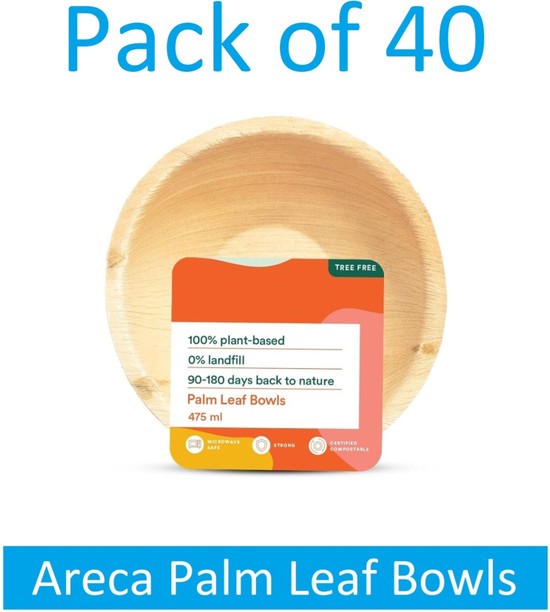 Pack of 40
TREE FREE
100% plant-based
0% landfill
90-180 days back to nature
Palm Leaf Bowls
475 ml
MICROWAVE
SAFE
STRONG
CERTIFIED
COMPOSTABLE
Areca Palm Leaf Bowls